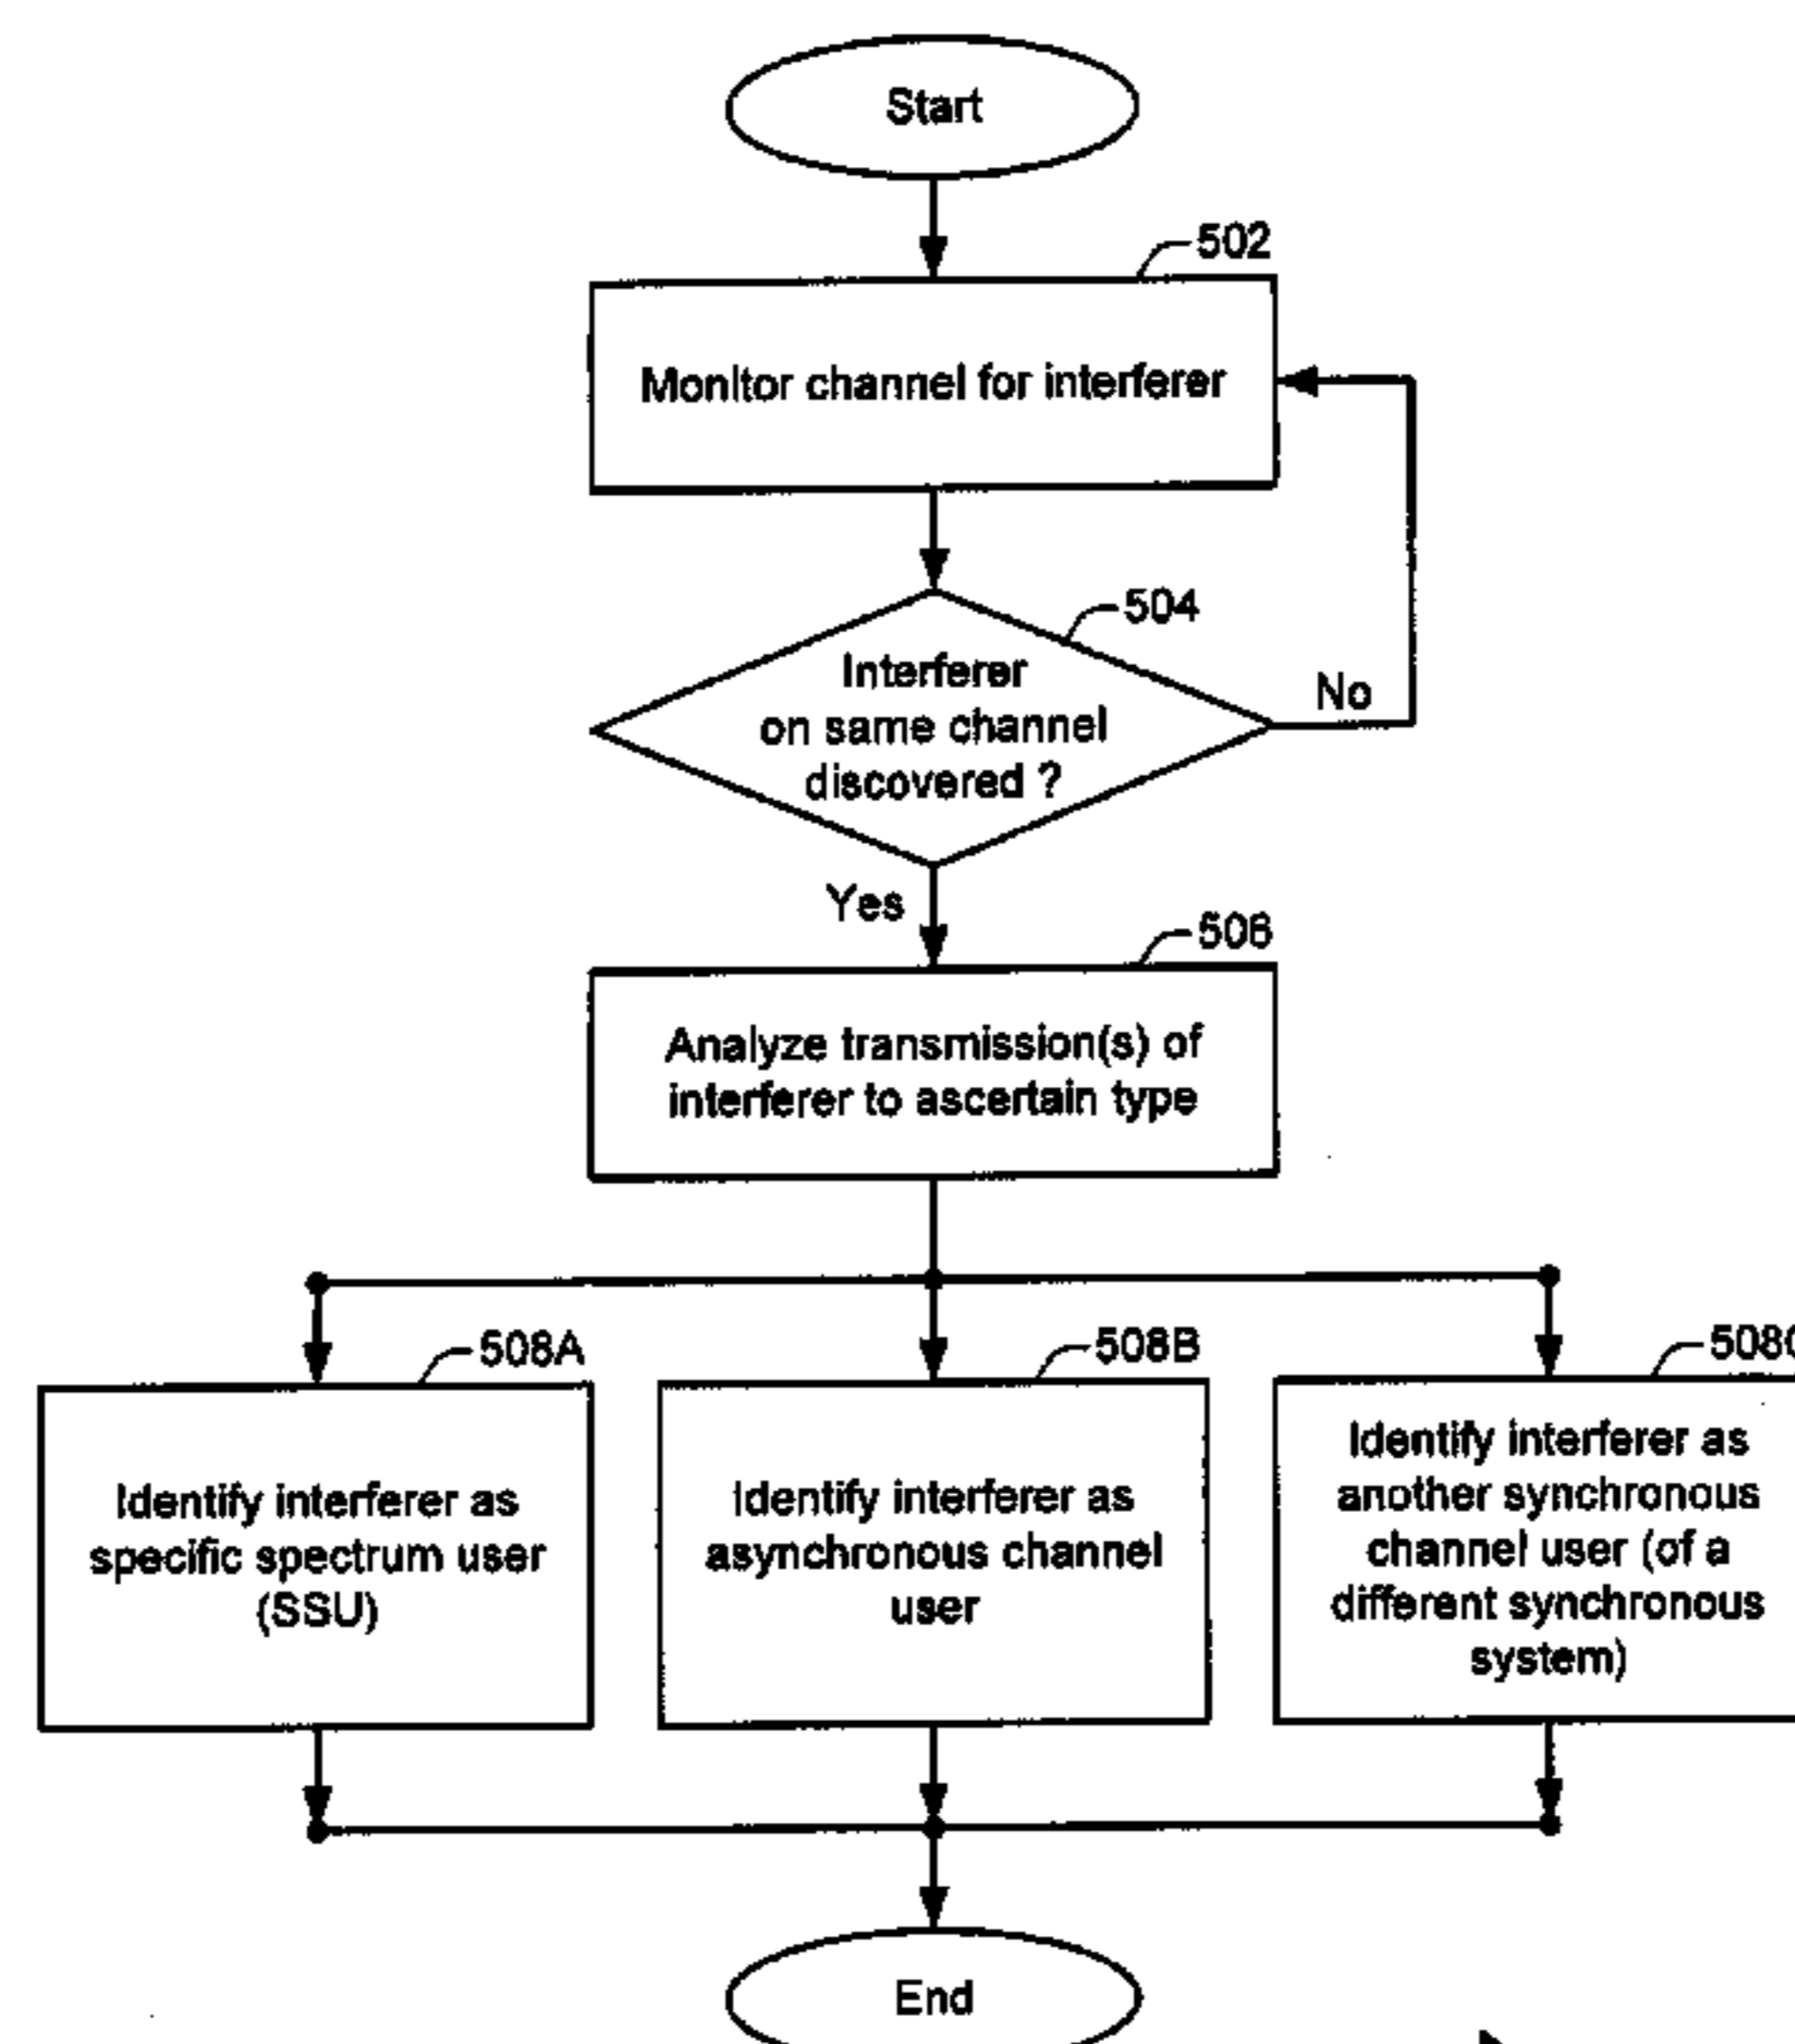 Start
502
Monitor channel for interferer
504
Interferer
on same channel
discovered ?
No
Yes
506
Analyze transmission(s) of
interferer to ascertain type
508A
508B
508C
Identify interferer as
specific spectrum user
(SSU)
Identify interferer as
asynchronous channel
user
Identify interferer as
another synchronous
channel user (of a
different synchronous
system)
End